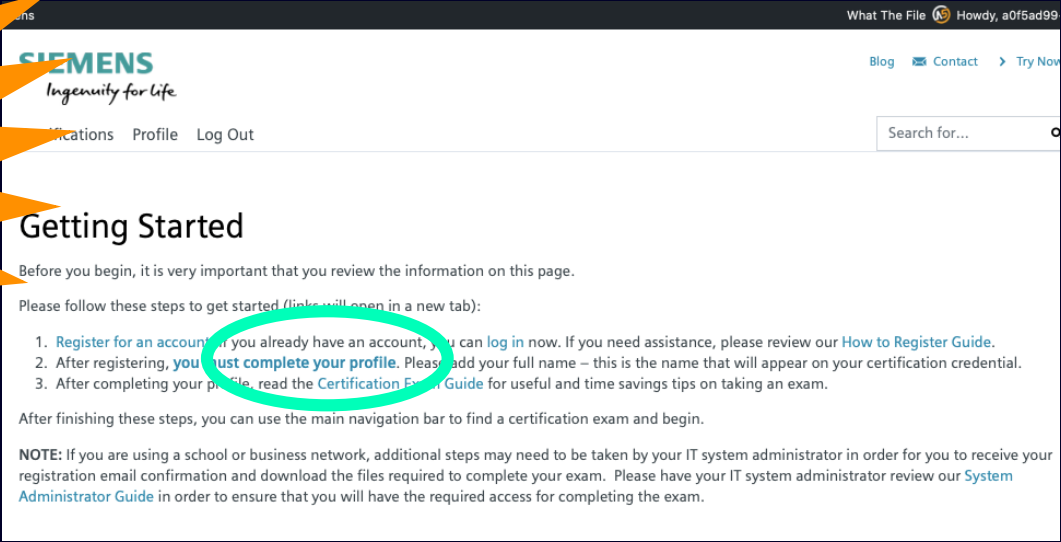 ens What The File Howdy, a0f5ad99
SIEMENS
Ingenuity for life
Blog Contact Try Now
Profile Log Out
Search for...
Getting Started
Before you begin, it is very important that you review the information on this page.
Please follow these steps to get started (links will open in a new tab):
1. Register for an account. If you already have an account, you can log in now. If you need assistance, please review our How to Register Guide.
2. After registering, you must complete your profile. Please add your full name – this is the name that will appear on your certification credential.
3. After completing your profile, read the Certification Exam Guide for useful and time savings tips on taking an exam.
After finishing these steps, you can use the main navigation bar to find a certification exam and begin.
NOTE: If you are using a school or business network, additional steps may need to be taken by your IT system administrator in order for you to receive your
registration email confirmation and download the files required to complete your exam. Please have your IT system administrator review our System
Administrator Guide in order to ensure that you will have the required access for completing the exam.